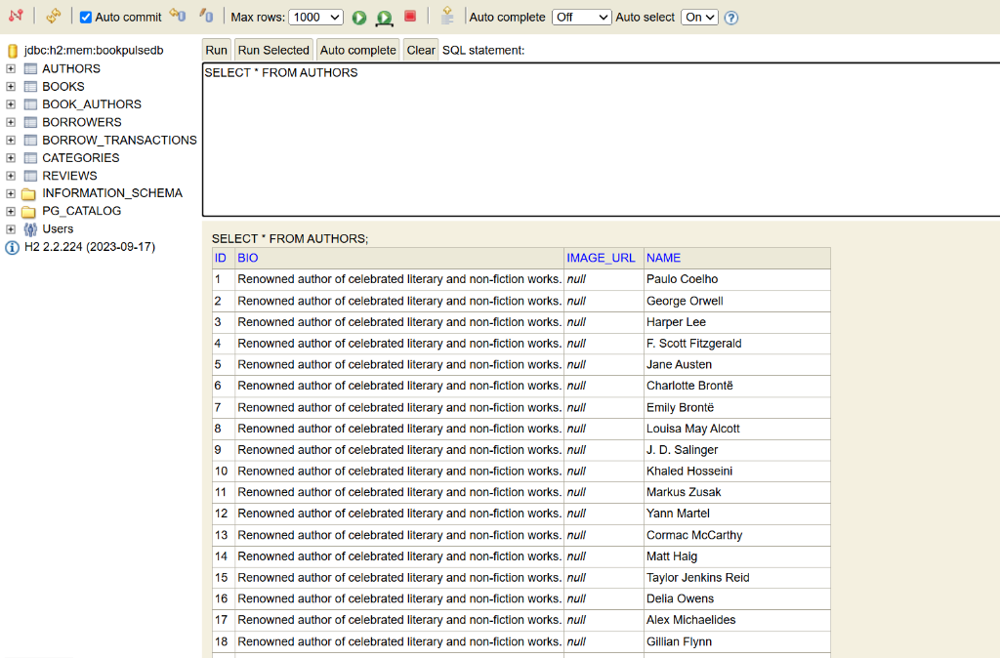 Auto commit Max rows: 1000 Auto complete Off Auto select On
jdbc:h2:mem:bookpulsedb
AUTHORS
BOOKS
BOOK_AUTHORS
BORROWERS
BORROW_TRANSACTIONS
CATEGORIES
REVIEWS
INFORMATION_SCHEMA
PG_CATALOG
Users
H2 2.2.224 (2023-09-17)
Run Run Selected Auto complete Clear SQL statement:
SELECT * FROM AUTHORS
SELECT * FROM AUTHORS;
ID BIO IMAGE_URL NAME
1 Renowned author of celebrated literary and non-fiction works. null Paulo Coelho
2 Renowned author of celebrated literary and non-fiction works. null George Orwell
3 Renowned author of celebrated literary and non-fiction works. null Harper Lee
4 Renowned author of celebrated literary and non-fiction works. null F. Scott Fitzgerald
5 Renowned author of celebrated literary and non-fiction works. null Jane Austen
6 Renowned author of celebrated literary and non-fiction works. null Charlotte Brontë
7 Renowned author of celebrated literary and non-fiction works. null Emily Brontë
8 Renowned author of celebrated literary and non-fiction works. null Louisa May Alcott
9 Renowned author of celebrated literary and non-fiction works. null J. D. Salinger
10 Renowned author of celebrated literary and non-fiction works. null Khaled Hosseini
11 Renowned author of celebrated literary and non-fiction works. null Markus Zusak
12 Renowned author of celebrated literary and non-fiction works. null Yann Martel
13 Renowned author of celebrated literary and non-fiction works. null Cormac McCarthy
14 Renowned author of celebrated literary and non-fiction works. null Matt Haig
15 Renowned author of celebrated literary and non-fiction works. null Taylor Jenkins Reid
16 Renowned author of celebrated literary and non-fiction works. null Delia Owens
17 Renowned author of celebrated literary and non-fiction works. null Alex Michaelides
18 Renowned author of celebrated literary and non-fiction works. null Gillian Flynn